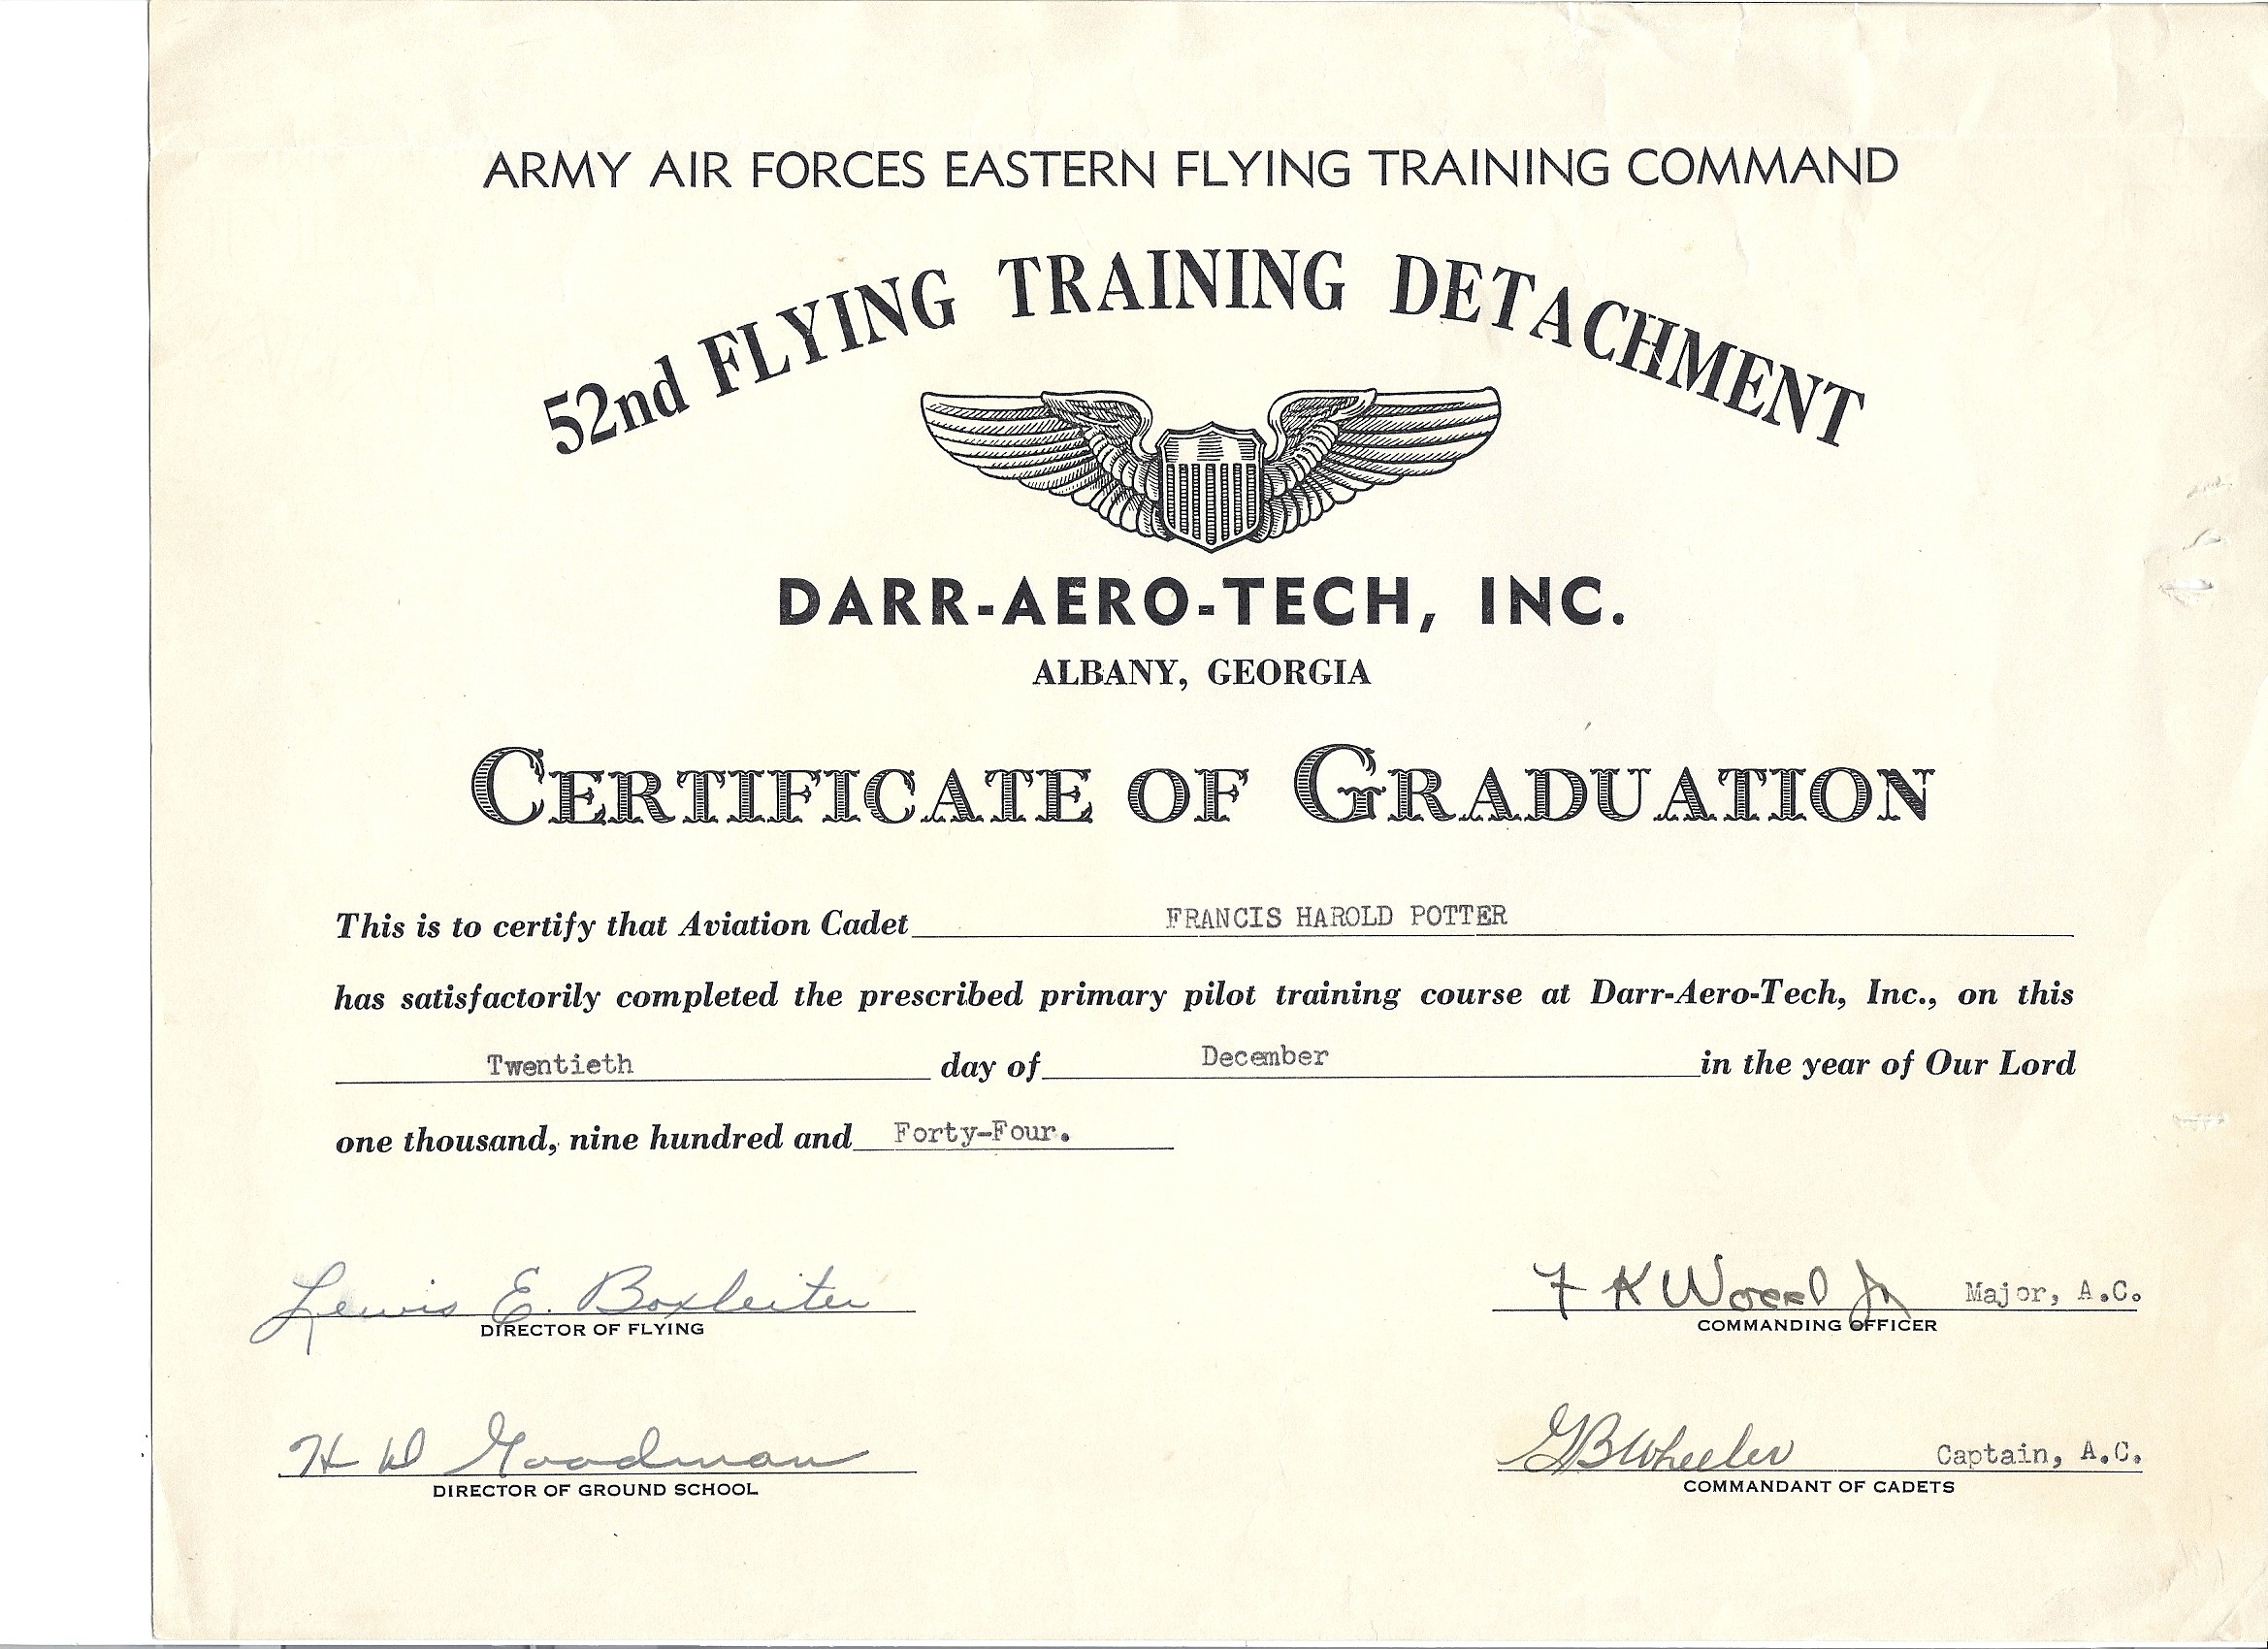 ARMY AIR FORCES EASTERN FLYING TRAINING COMMAND
52nd FLYING TRAINING DETACHMENT
DARR-AERO-TECH, INC.
ALBANY, GEORGIA
CERTIFICATE OF GRADUATION
This is to certify that Aviation Cadet FRANCIS HAROLD POTTER
has satisfactorily completed the prescribed primary pilot training course at Darr-Aero-Tech, Inc., on this
Twentieth day of December in the year of Our Lord
one thousand, nine hundred and Forty-Four.
Lewis E. Boxleiter
DIRECTOR OF FLYING
F K Wood Jr Major, A.C.
COMMANDING OFFICER
H W Goodman
DIRECTOR OF GROUND SCHOOL
GB Wheeler Captain, A.C.
COMMANDANT OF CADETS